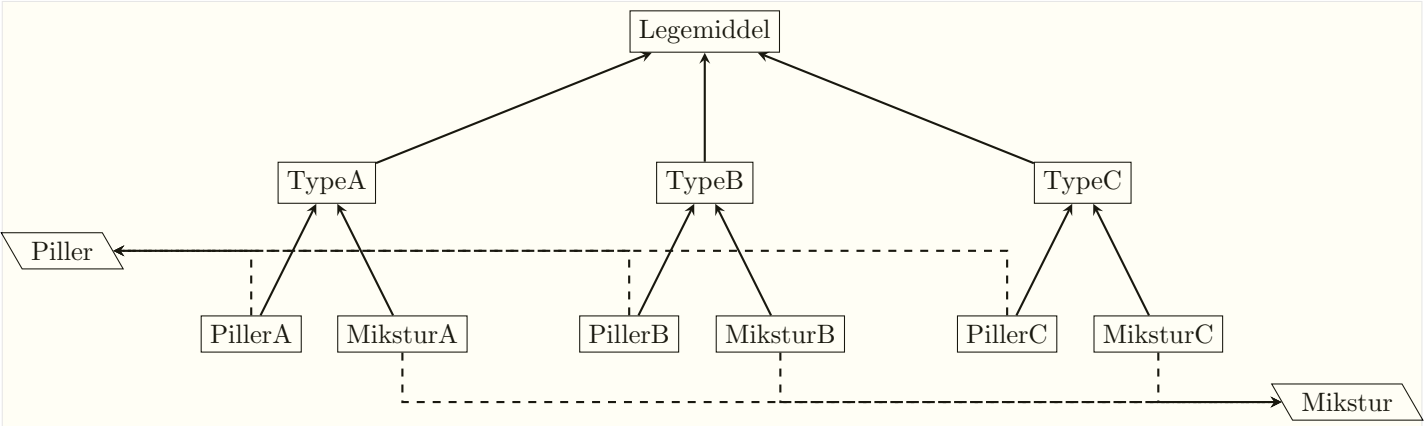 Legemiddel
TypeA TypeB TypeC
Piller
PillerA MiksturA PillerB MiksturB PillerC MiksturC
Mikstur